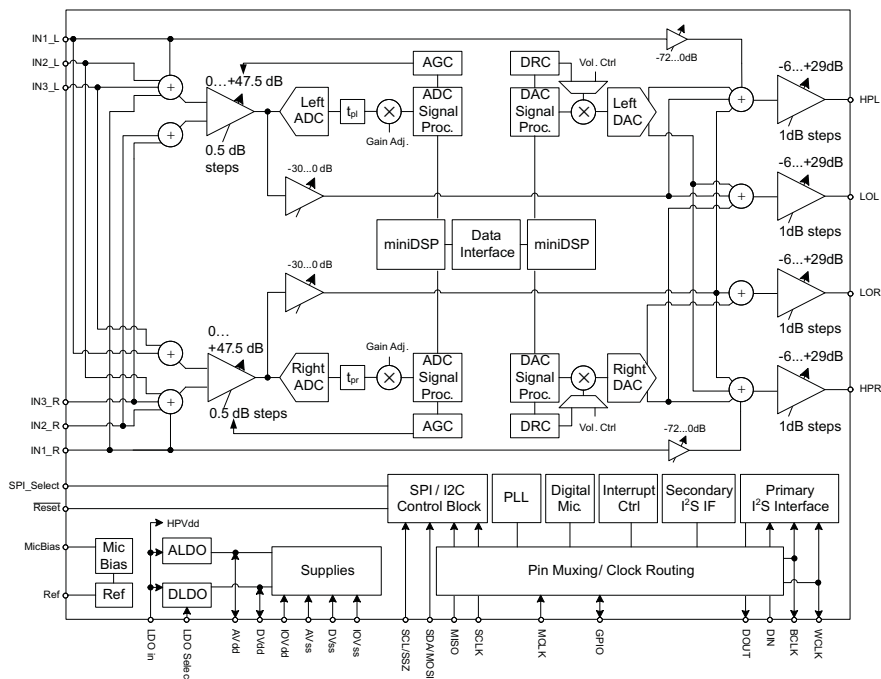 IN1_L
IN2_L
IN3_L
0…+47.5 dB
0.5 dB
steps
Left
ADC
tpl
Gain Adj.
AGC
ADC
Signal
Proc.
DRC
DAC
Signal
Proc.
Vol. Ctrl
Left
DAC
-72...0dB
-6...+29dB
HPL
1dB steps
-30...0 dB
-6...+29dB
LOL
1dB steps
miniDSP
Data
Interface
miniDSP
-30...0 dB
-6...+29dB
LOR
1dB steps
0…
+47.5 dB
0.5 dB steps
Right
ADC
tpr
Gain Adj.
ADC
Signal
Proc.
AGC
DAC
Signal
Proc.
DRC
Vol. Ctrl
Right
DAC
-72...0dB
-6...+29dB
HPR
1dB steps
IN3_R
IN2_R
IN1_R
SPI_Select
Reset
SPI / I2C
Control Block
PLL
Digital
Mic.
Interrupt
Ctrl
Secondary
I²S IF
Primary
I²S Interface
HPVdd
MicBias
Mic
Bias
ALDO
Supplies
Pin Muxing/ Clock Routing
Ref
Ref
DLDO
LDO in
LDO Selec
AVdd
DVdd
IOVdd
AVss
DVss
IOVss
SCL/SSZ
SDA/MOSI
MISO
SCLK
MCLK
GPIO
DOUT
DIN
BCLK
WCLK